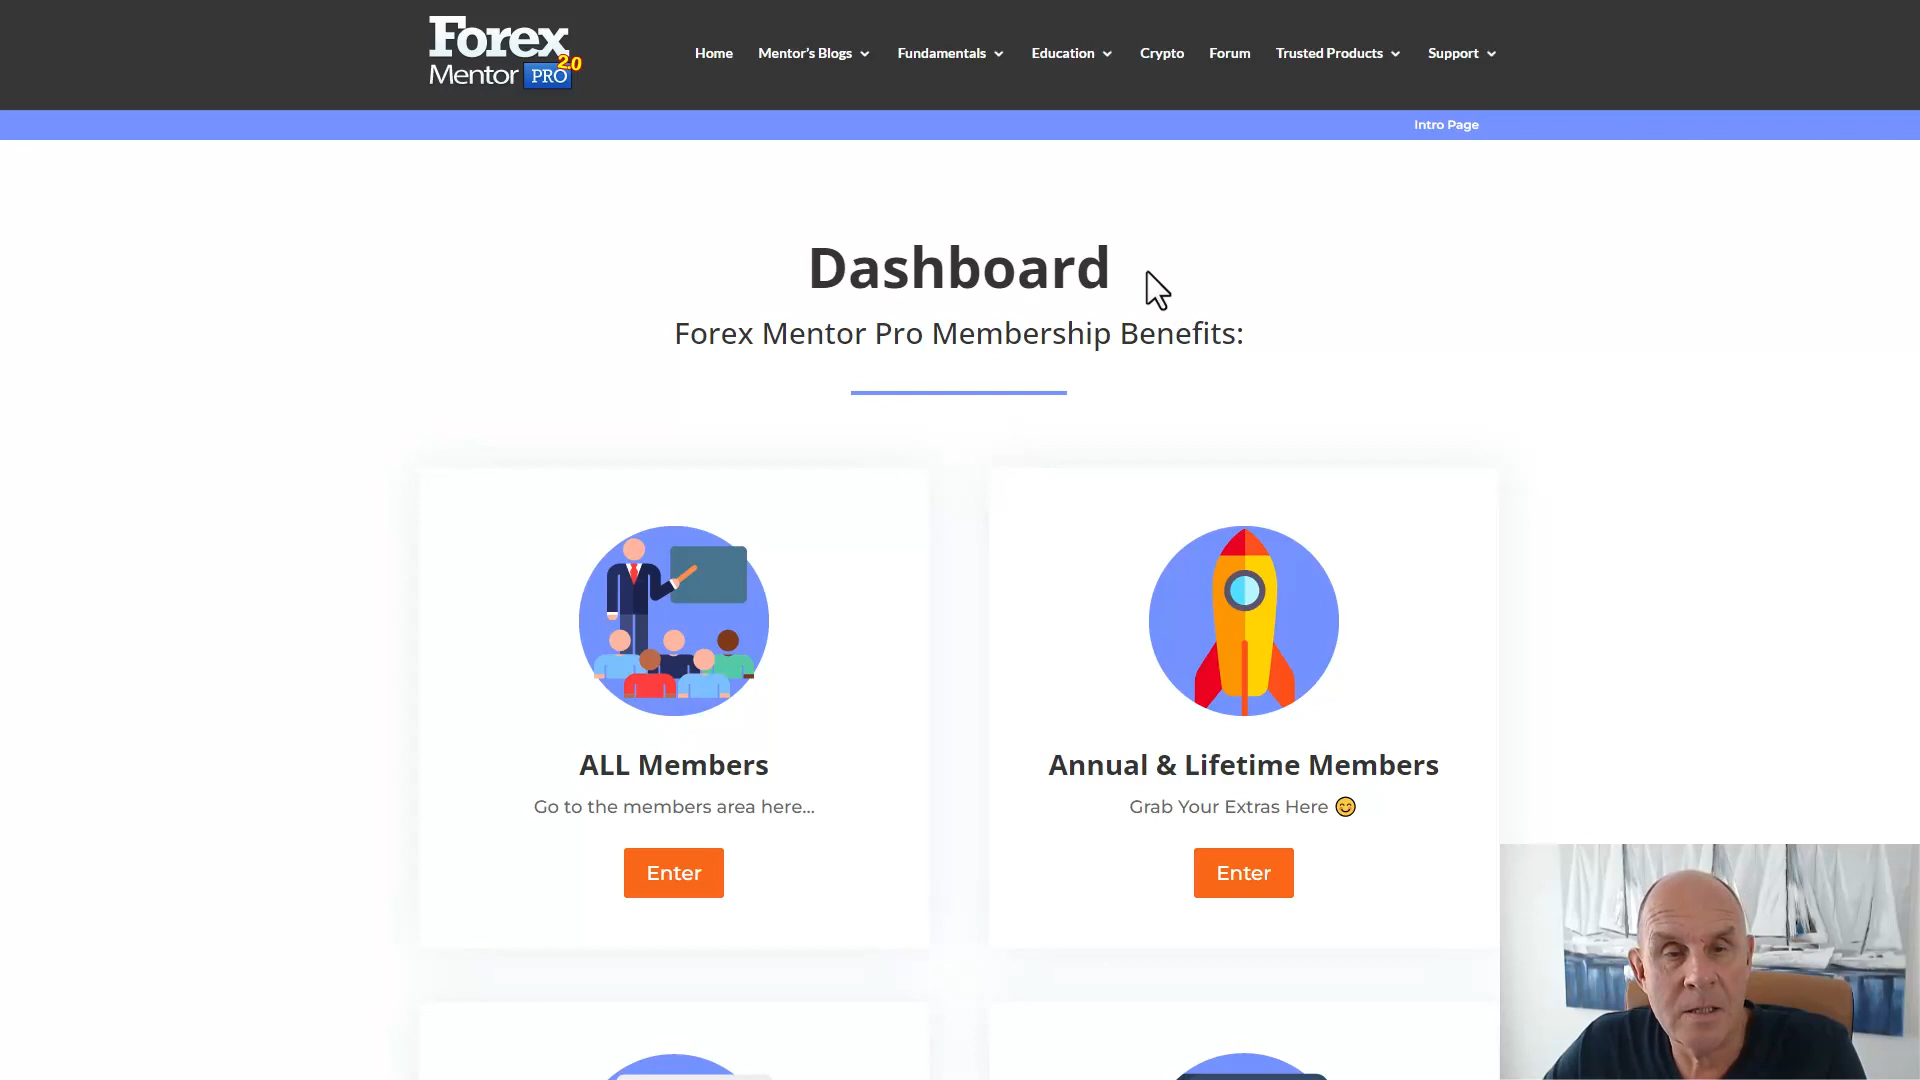 Forex
Mentor PRO 2.0
Home Mentor's Blogs Fundamentals Education Crypto Forum Trusted Products Support
Intro Page
Dashboard
Forex Mentor Pro Membership Benefits:
ALL Members
Go to the members area here...
Enter
Annual & Lifetime Members
Grab Your Extras Here 😊
Enter